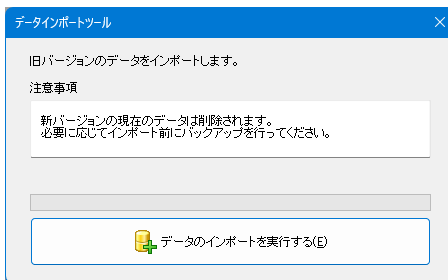 データインポートツール
旧バージョンのデータをインポートします。
注意事項
新バージョンの現在のデータは削除されます。
必要に応じてインポート前にバックアップを行ってください。
データのインポートを実行する(E)